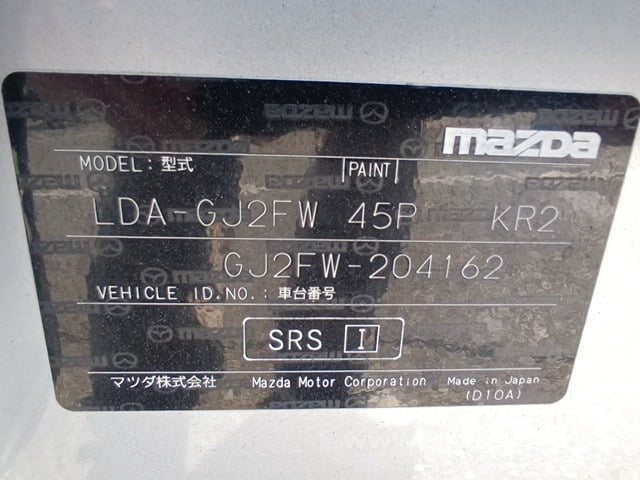 mazda
MODEL: 型式 PAINT
LDA-GJ2FW 45P KR2
GJ2FW-204162
VEHICLE ID.NO.: 車台番号
SRS I
マツダ株式会社 Mazda Motor Corporation Made in Japan
(D10A)